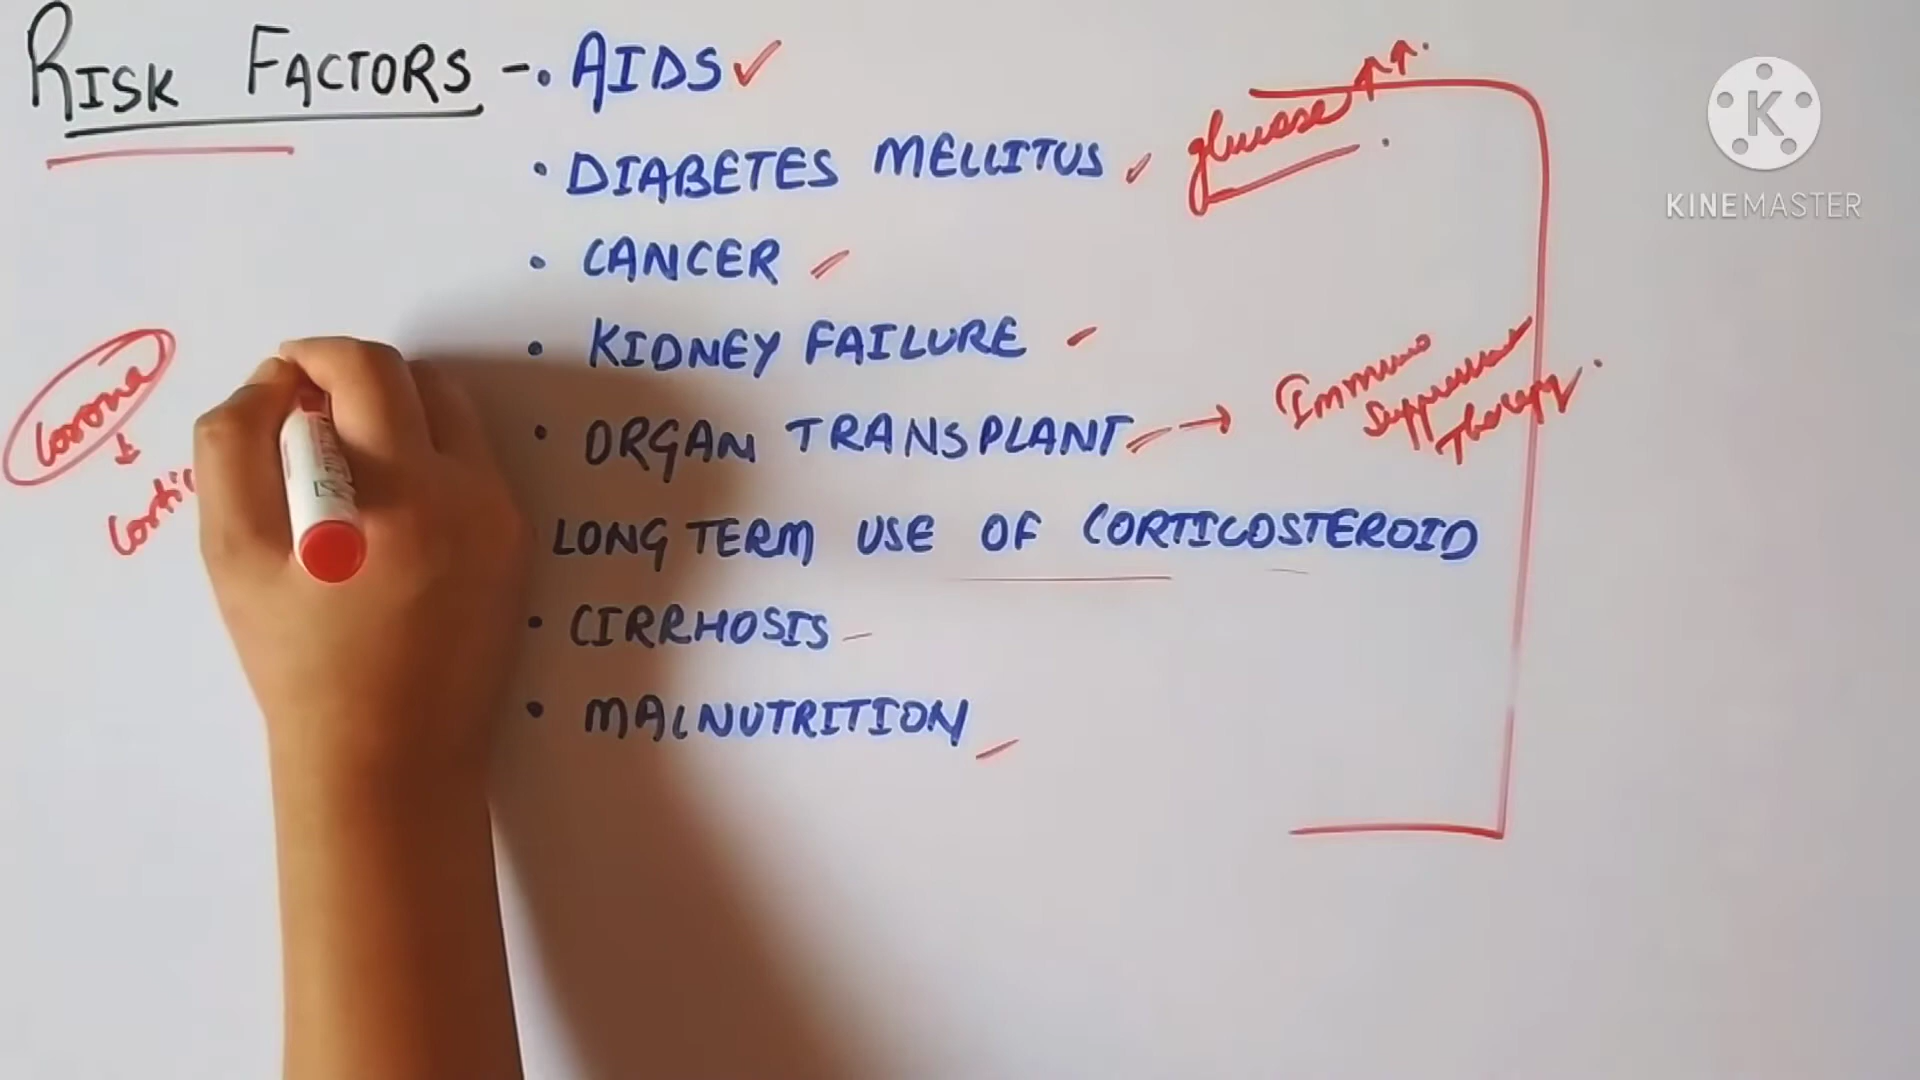 RISK FACTORS -• AIDS ✓
• DIABETES MELLITUS ✓ glucose ↑↑
• CANCER
• KIDNEY FAILURE
• ORGAN TRANSPLANT → Immuno
Therapy
LONG TERM USE OF CORTICOSTEROID
• CIRRHOSIS
• MALNUTRITION
Corona
↓
Cortic
K
KINEMASTER